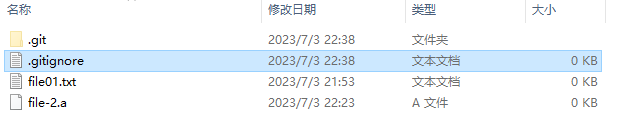 名称 修改日期 类型 大小
.git 2023/7/3 22:38 文件夹
.gitignore 2023/7/3 22:38 文本文档 0 KB
file01.txt 2023/7/3 21:53 文本文档 0 KB
file-2.a 2023/7/3 22:23 A 文件 0 KB